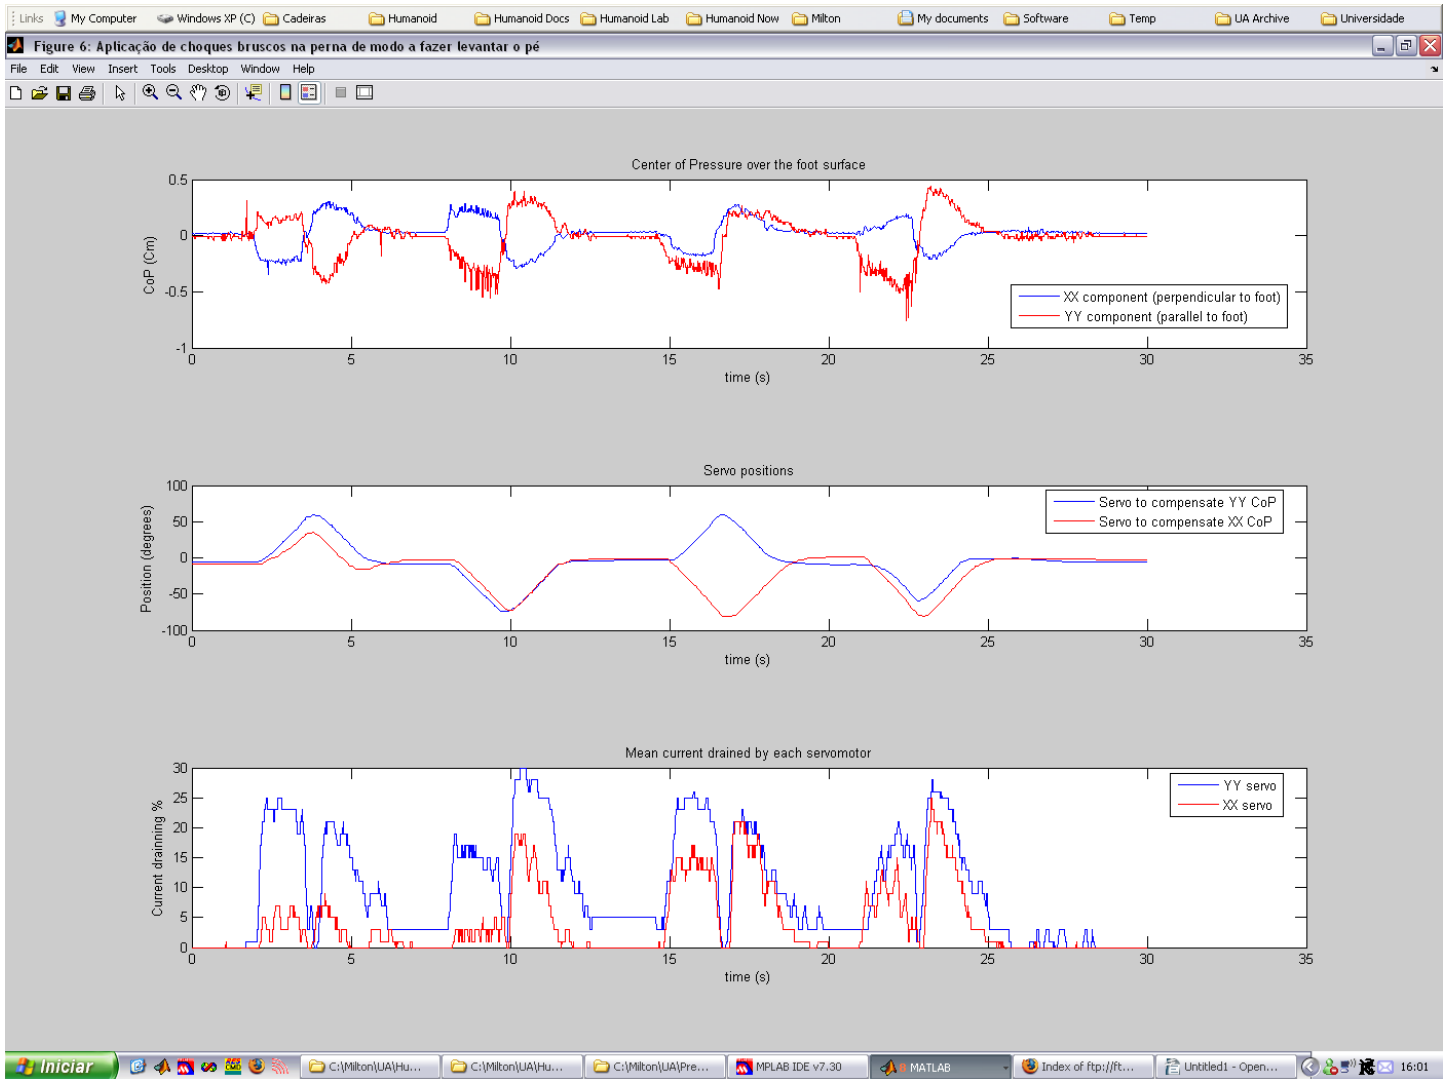 Links My Computer Windows XP (C) Cadeiras Humanoid Humanoid Docs Humanoid Lab Humanoid Now Milton My documents Software Temp UA Archive Universidade
Figure 6: Aplicação de choques bruscos na perna de modo a fazer levantar o pé
File Edit View Insert Tools Desktop Window Help
Center of Pressure over the foot surface
0.5
0
-0.5
-1
CoP (Cm)
XX component (perpendicular to foot)
YY component (parallel to foot)
0 5 10 15 20 25 30 35
time (s)
Servo positions
100
50
0
-50
-100
Position (degrees)
Servo to compensate YY CoP
Servo to compensate XX CoP
0 5 10 15 20 25 30 35
time (s)
Mean current drained by each servomotor
30
25
20
15
10
5
0
Current drainning %
YY servo
XX servo
0 5 10 15 20 25 30 35
time (s)
Iniciar C:\Milton\UA\Hu... C:\Milton\UA\Hu... C:\Milton\UA\Pre... MPLAB IDE v7.30 8 MATLAB Index of ftp://ft... Untitled1 - Open... 16:01